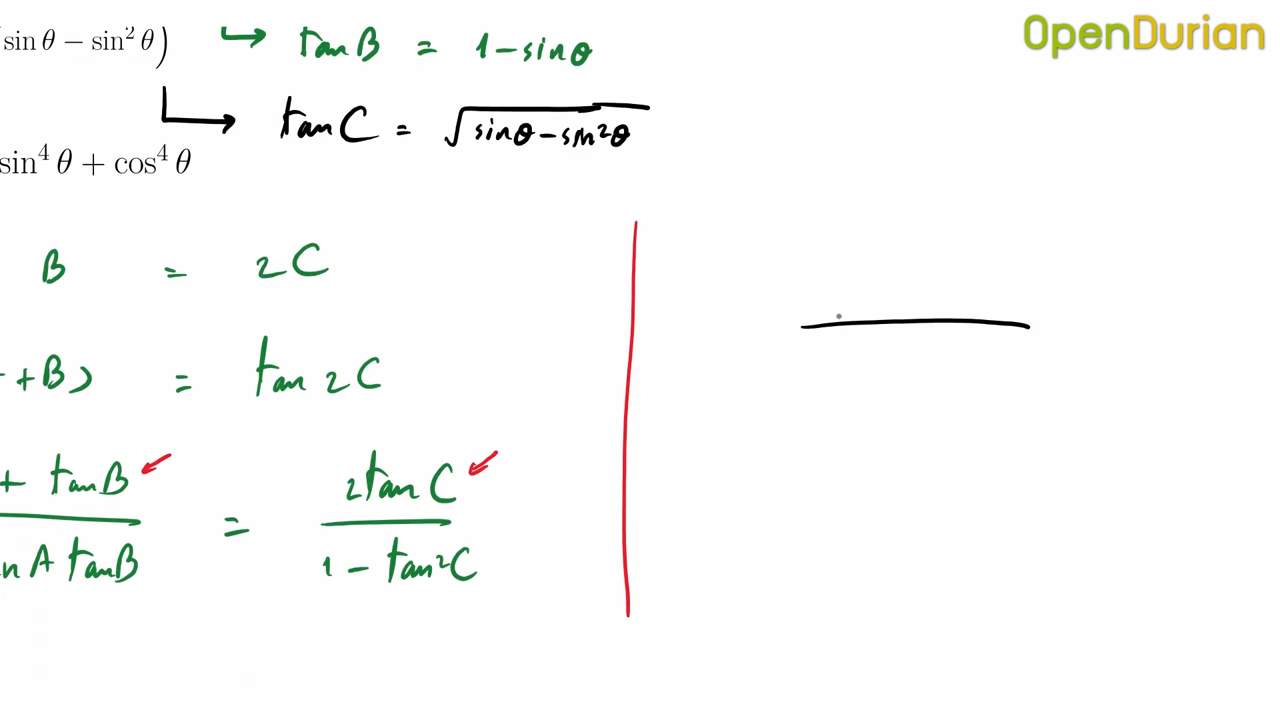 OpenDurian
sin θ − sin² θ) ↳ tan B = 1 − sin θ
↳ tan C = √(sin θ − sin² θ)
sin⁴ θ + cos⁴ θ
B = 2C
+ B) = tan 2C
+ tan B = 2 tan C
n A tan B 1 − tan² C